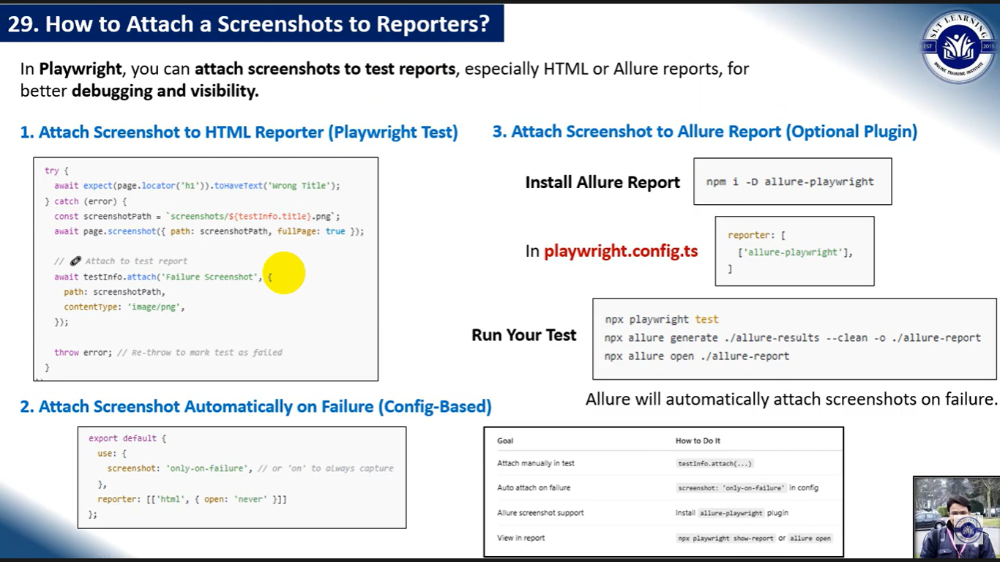 29. How to Attach a Screenshots to Reporters?
SLT LEARNING
EST
2015
ONLINE TRAINING INSTITUTE
In Playwright, you can attach screenshots to test reports, especially HTML or Allure reports, for
better debugging and visibility.
1. Attach Screenshot to HTML Reporter (Playwright Test)
try {
await expect(page.locator('h1')).toHaveText('Wrong Title');
} catch (error) {
const screenshotPath = `screenshots/${testInfo.title}.png`;
await page.screenshot({ path: screenshotPath, fullPage: true });
// 📎 Attach to test report
await testInfo.attach('Failure Screenshot', {
path: screenshotPath,
contentType: 'image/png',
});
throw error; // Re-throw to mark test as failed
}
2. Attach Screenshot Automatically on Failure (Config-Based)
export default {
use: {
screenshot: 'only-on-failure', // or 'on' to always capture
},
reporter: [['html', { open: 'never' }]]
};
3. Attach Screenshot to Allure Report (Optional Plugin)
Install Allure Report
npm i -D allure-playwright
In playwright.config.ts
reporter: [
['allure-playwright'],
]
Run Your Test
npx playwright test
npx allure generate ./allure-results --clean -o ./allure-report
npx allure open ./allure-report
Allure will automatically attach screenshots on failure.
Goal How to Do It
Attach manually in test testInfo.attach(...)
Auto attach on failure screenshot: 'only-on-failure' in config
Allure screenshot support Install allure-playwright plugin
View in report npx playwright show-report or allure open